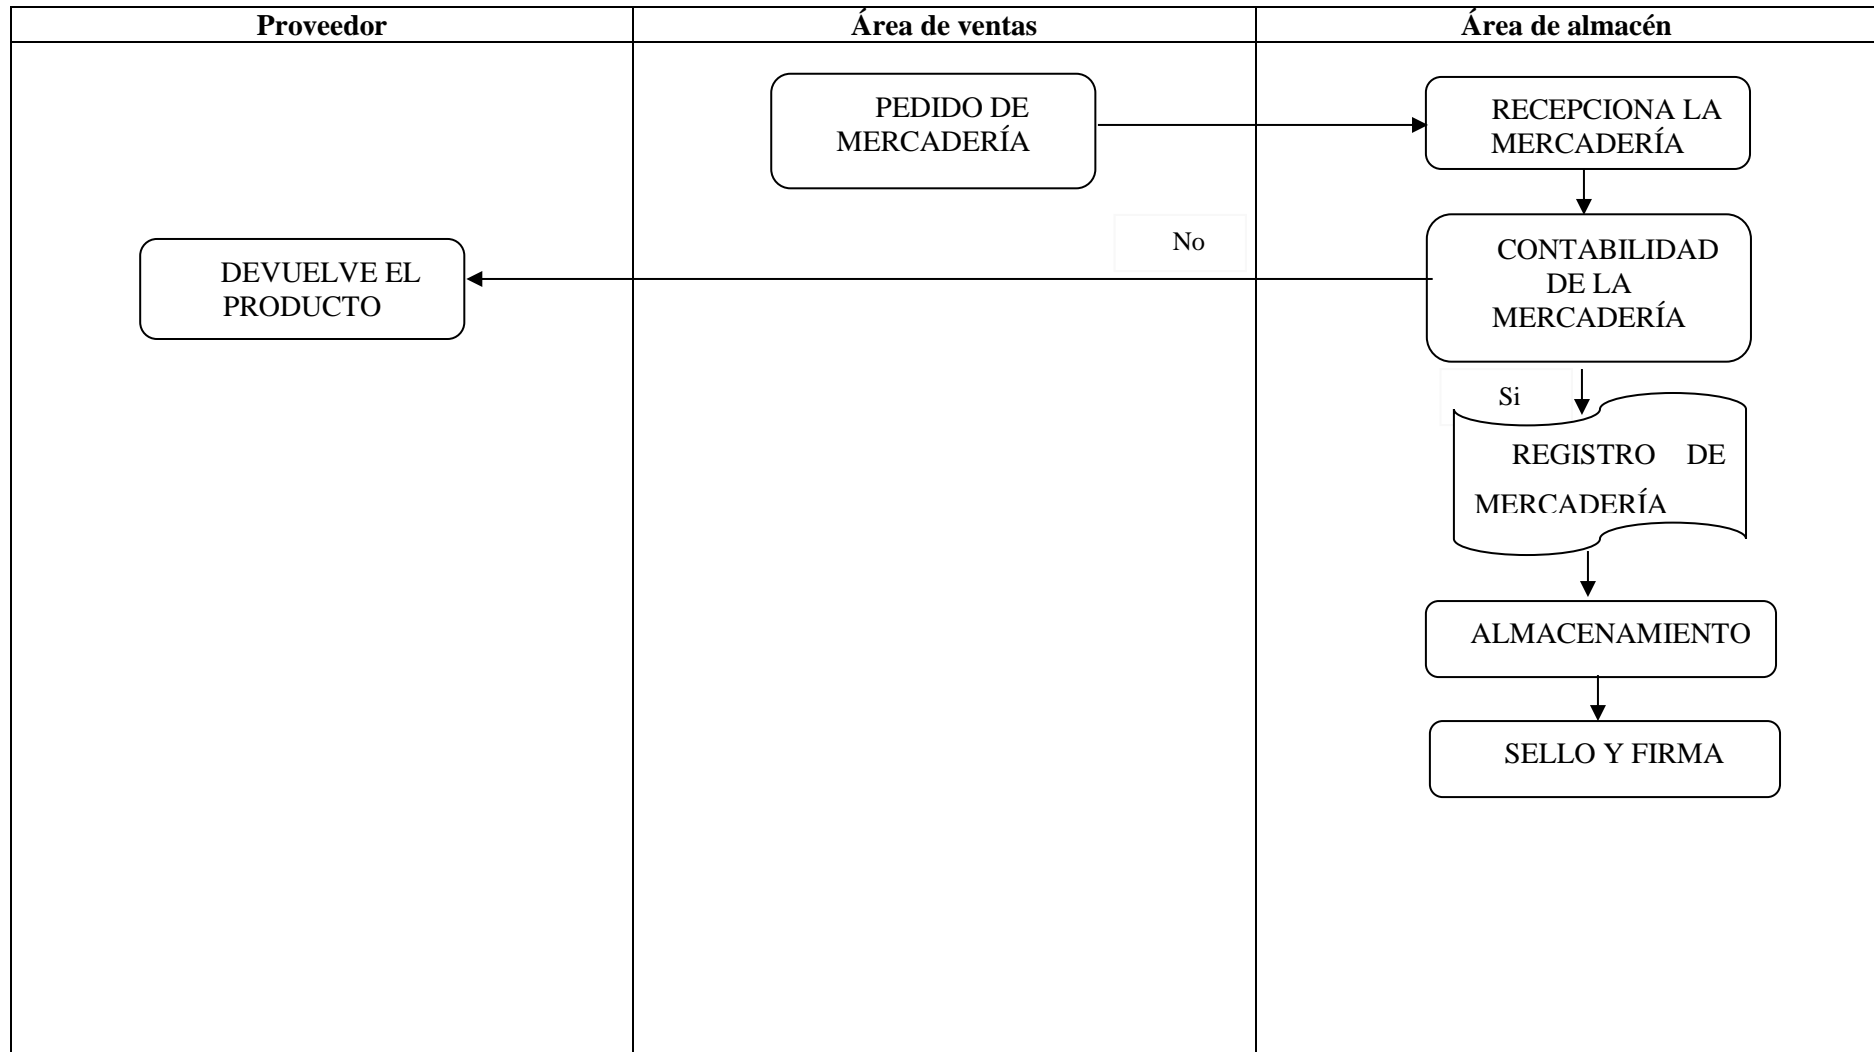 Proveedor
Área de ventas
Área de almacén
PEDIDO DE
MERCADERÍA
RECEPCIONA LA
MERCADERÍA
No
DEVUELVE EL
PRODUCTO
CONTABILIDAD
DE LA
MERCADERÍA
Si
REGISTRO DE
MERCADERÍA
ALMACENAMIENTO
SELLO Y FIRMA